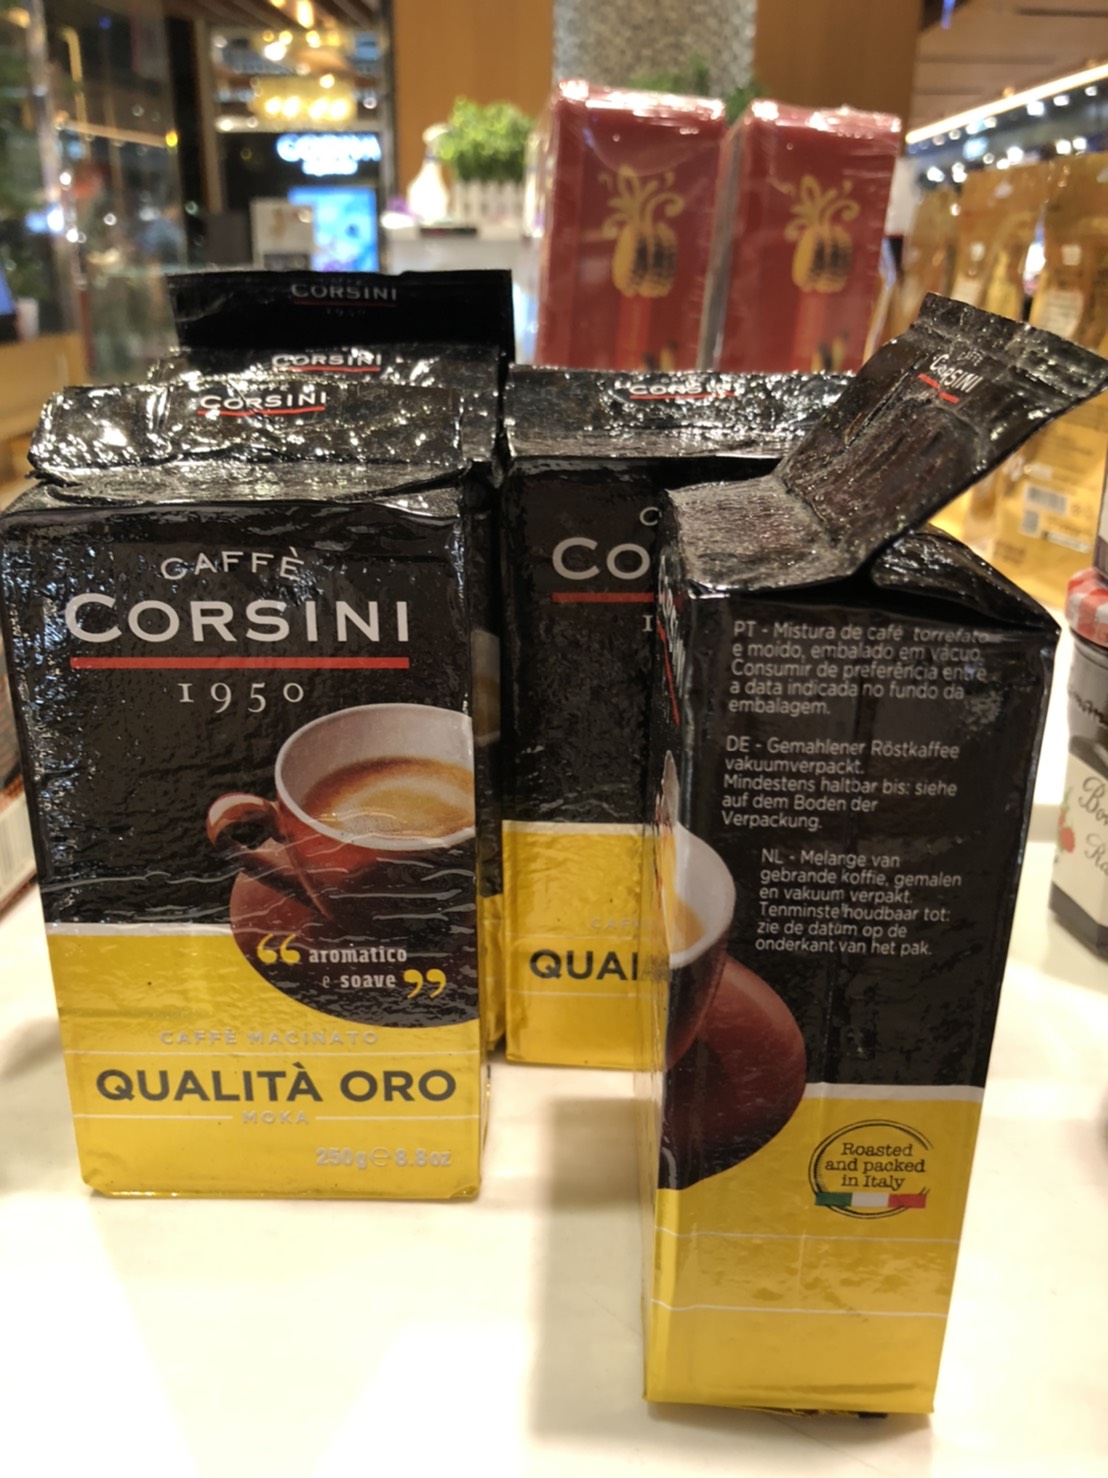 CORSINI
CORSINI
CORSINI
CORSINI
CORSINI
CAFFÈ
CORSINI
1950
“ aromatico
e soave ”
CAFFÈ MACINATO
QUALITÀ ORO
MOKA
250g℮8.8oz
CO
QUAI
PT - Mistura de café torrefato
e moído, embalado em vácuo.
Consumir de preferência entre
a data indicada no fundo da
embalagem.
DE - Gemahlener Röstkaffee
vakuumverpackt.
Mindestens haltbar bis: siehe
auf dem Boden der
Verpackung.
NL - Melange van
gebrande koffie, gemalen
en vakuum verpakt.
Tenminste houdbaar tot:
zie de datum op de
onderkant van het pak.
Roasted
and packed
in Italy